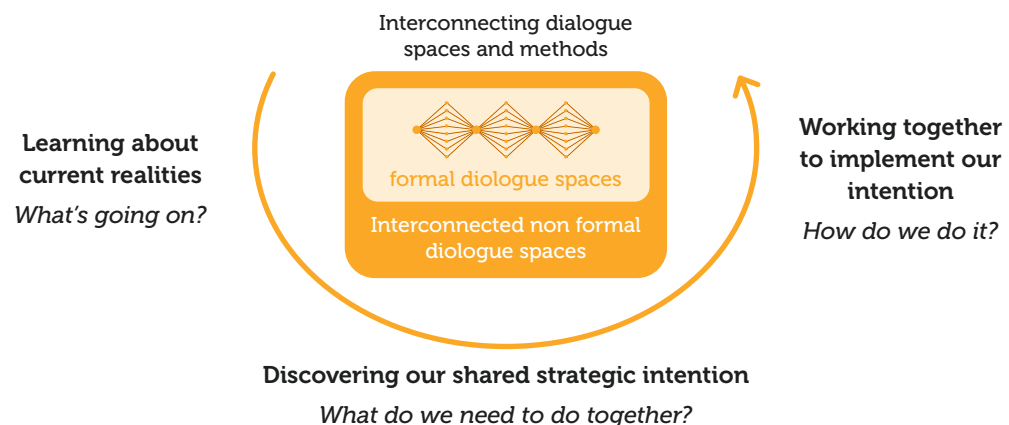 Interconnecting dialogue
spaces and methods
formal diologue spaces
Interconnected non formal
diologue spaces
Learning about
current realities
What's going on?
Working together
to implement our
intention
How do we do it?
Discovering our shared strategic intention
What do we need to do together?